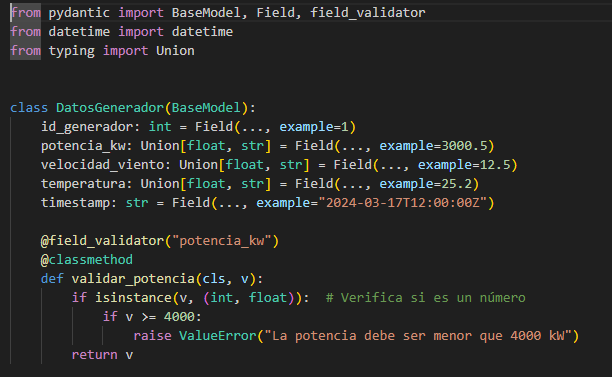 from pydantic import BaseModel, Field, field_validator
from datetime import datetime
from typing import Union
class DatosGenerador(BaseModel):
    id_generador: int = Field(..., example=1)
    potencia_kw: Union[float, str] = Field(..., example=3000.5)
    velocidad_viento: Union[float, str] = Field(..., example=12.5)
    temperatura: Union[float, str] = Field(..., example=25.2)
    timestamp: str = Field(..., example="2024-03-17T12:00:00Z")
    @field_validator("potencia_kw")
    @classmethod
    def validar_potencia(cls, v):
        if isinstance(v, (int, float)):  # Verifica si es un número
            if v >= 4000:
                raise ValueError("La potencia debe ser menor que 4000 kW")
        return v